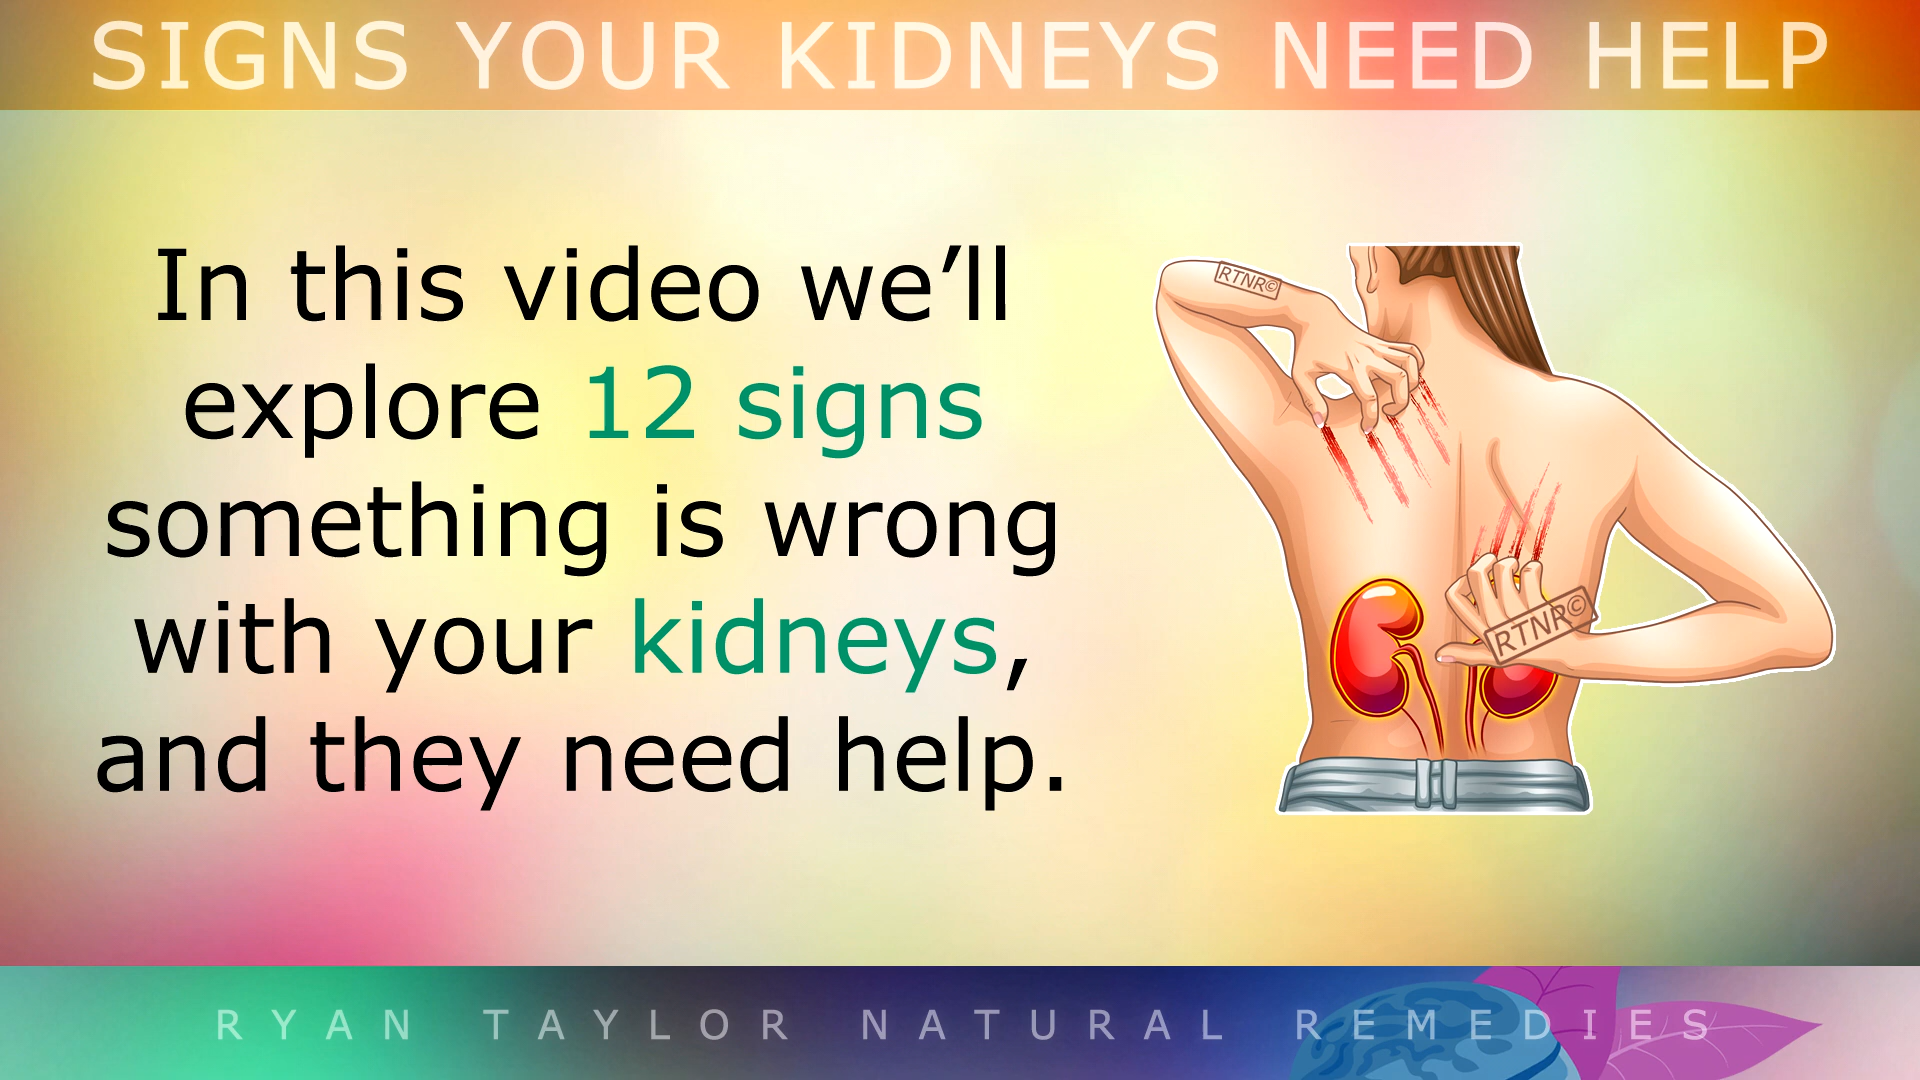 SIGNS YOUR KIDNEYS NEED HELP
In this video we’ll
explore 12 signs
something is wrong
with your kidneys,
and they need help.
RTNR©
RTNR©
RYAN TAYLOR NATURAL REMEDIES